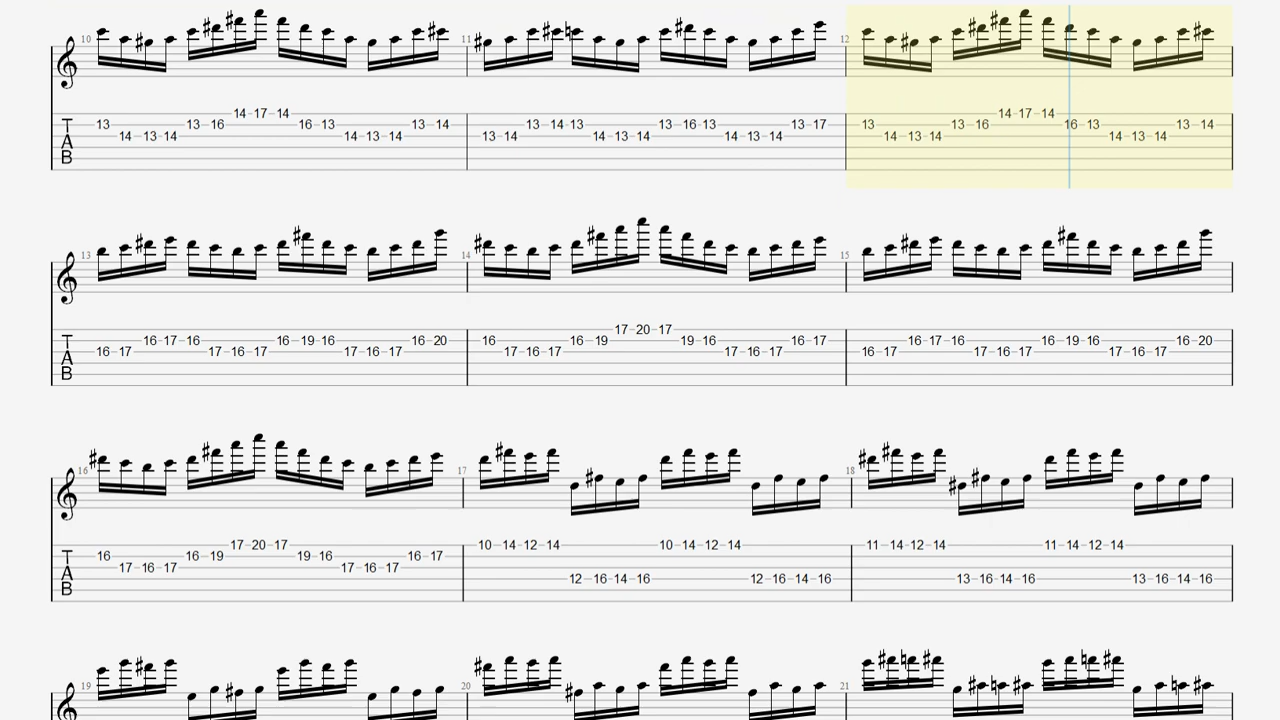 10 11 12
14 17 14 14 17 14
T 13 13 16 16 13 13 14 13 14 13 13 16 13 13 17 13 13 16 16 13 13 14
A 14 13 14 14 13 14 13 14 14 13 14 14 13 14 14 13 14 14 13 14
B
13 14 15
17 20 17
T 16 17 16 16 19 16 16 20 16 16 19 19 16 16 17 16 17 16 16 19 16 16 20
A 16 17 17 16 17 17 16 17 17 16 17 17 16 17 16 17 17 16 17 17 16 17
B
16 17 18
17 20 17 10 14 12 14 10 14 12 14 11 14 12 14 11 14 12 14
T 16 16 19 19 16 16 17
A 17 16 17 17 16 17
B 12 16 14 16 12 16 14 16 13 16 14 16 13 16 14 16
19 20 21